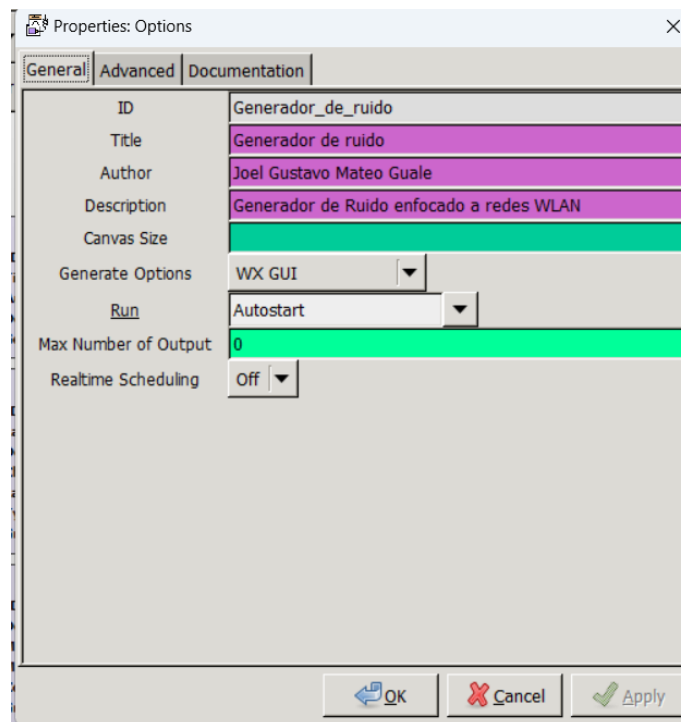 Properties: Options
General Advanced Documentation
ID Generador_de_ruido
Title Generador de ruido
Author Joel Gustavo Mateo Guale
Description Generador de Ruido enfocado a redes WLAN
Canvas Size
Generate Options WX GUI
Run Autostart
Max Number of Output 0
Realtime Scheduling Off
OK Cancel Apply